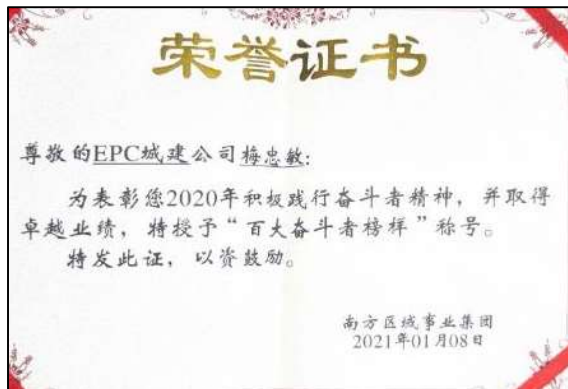 荣誉证书
尊敬的EPC城建公司梅忠敏:
为表彰您2020年积极践行奋斗者精神，并取得
卓越业绩，特授予“百大奋斗者榜样”称号。
特发此证，以资鼓励。
南方区域事业集团
2021年01月08日